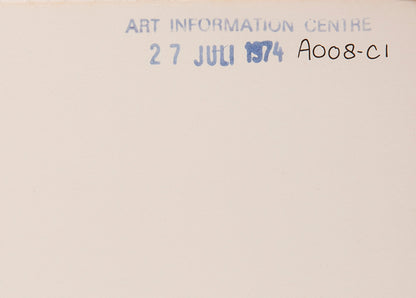 ART INFORMATION CENTRE
27 JULI 1974 A008-C1